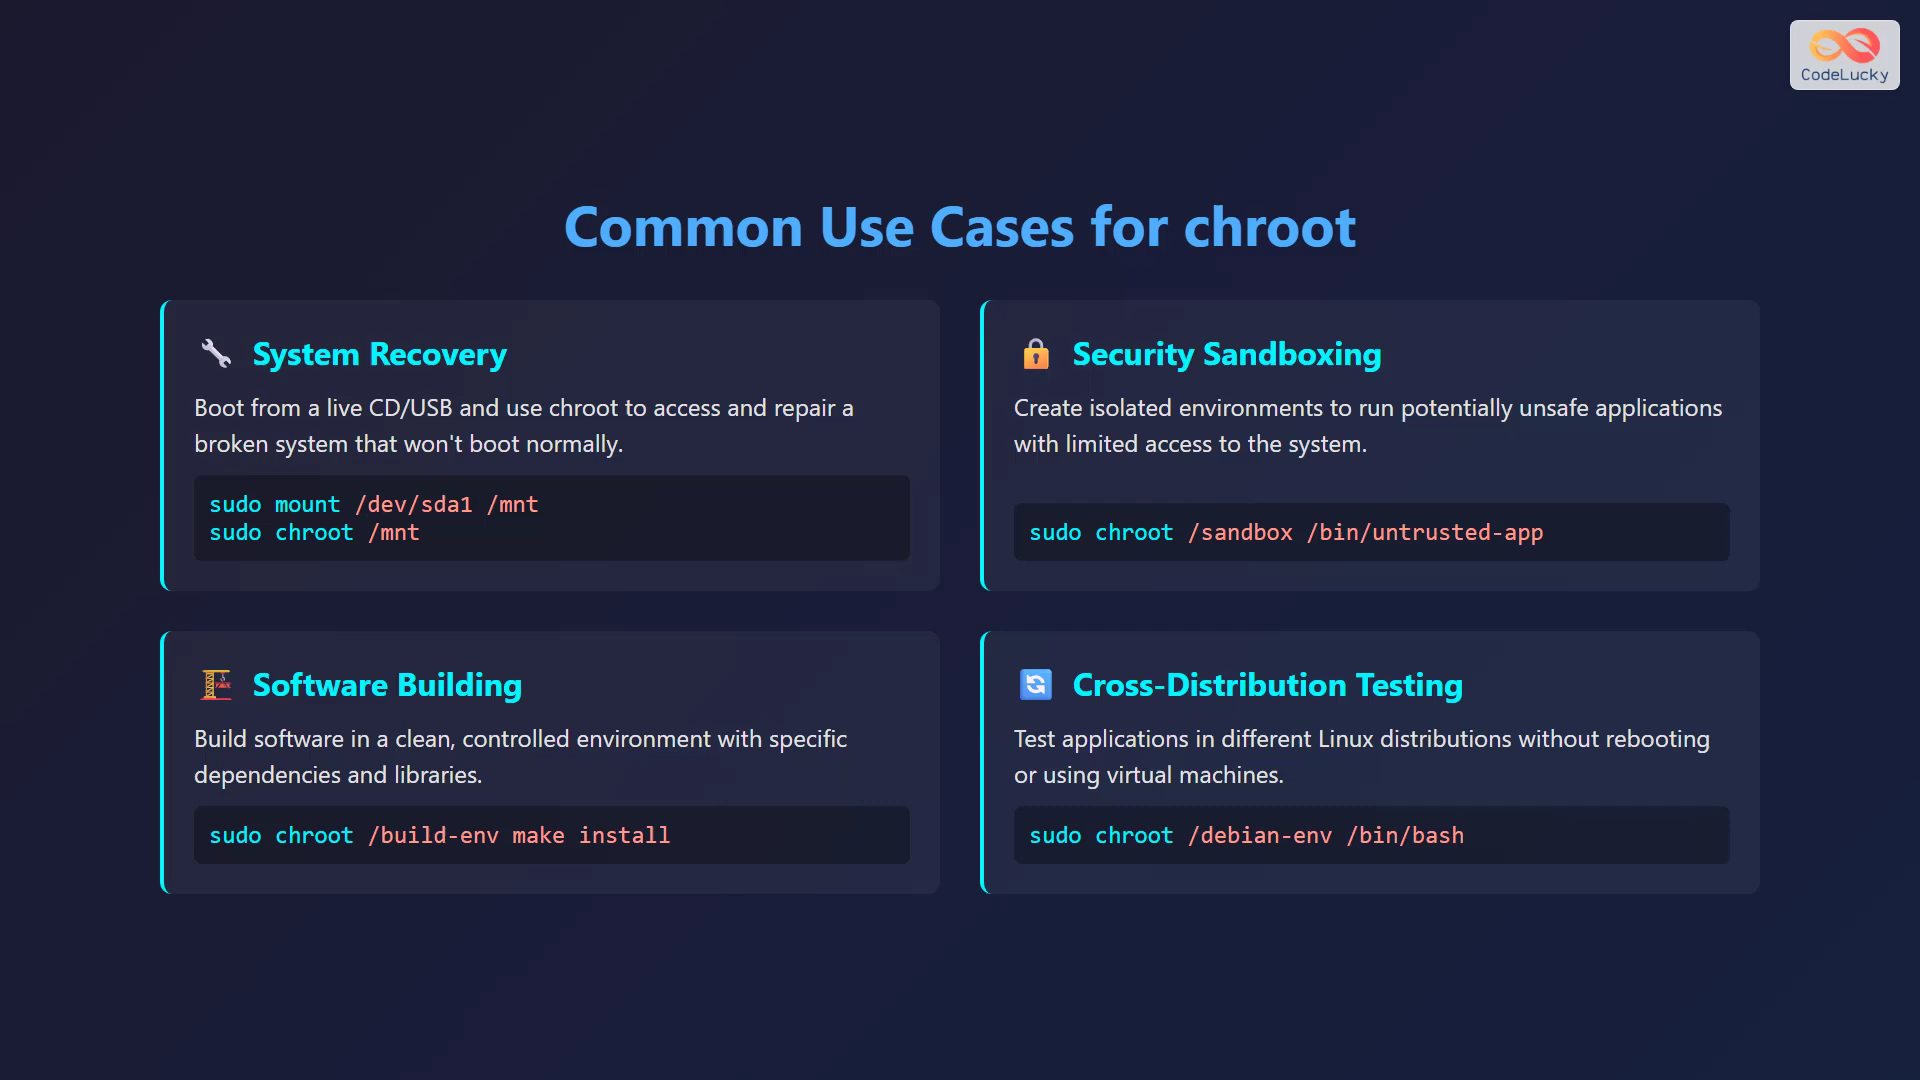 CodeLucky
Common Use Cases for chroot
System Recovery
Boot from a live CD/USB and use chroot to access and repair a
broken system that won't boot normally.
sudo mount /dev/sda1 /mnt
sudo chroot /mnt
Security Sandboxing
Create isolated environments to run potentially unsafe applications
with limited access to the system.
sudo chroot /sandbox /bin/untrusted-app
Software Building
Build software in a clean, controlled environment with specific
dependencies and libraries.
sudo chroot /build-env make install
Cross-Distribution Testing
Test applications in different Linux distributions without rebooting
or using virtual machines.
sudo chroot /debian-env /bin/bash